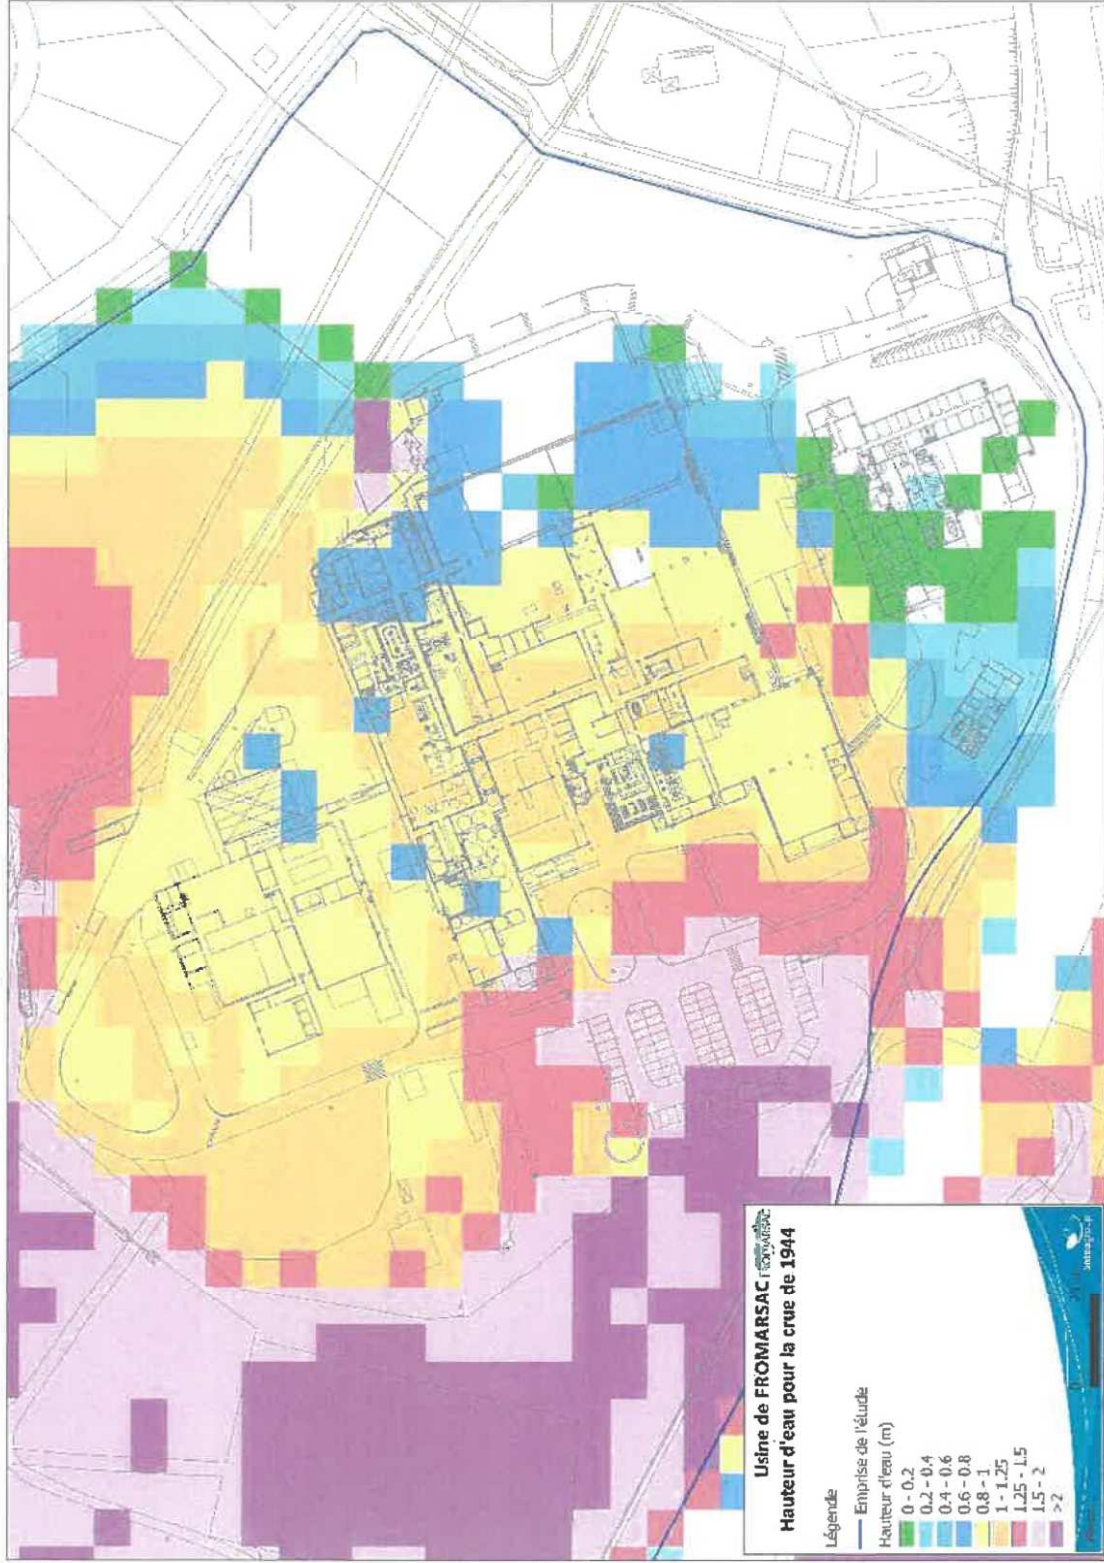 Usine de FROMARSAC FROMARSAC
Hauteur d'eau pour la crue de 1944
Légende
Emprise de l'étude
Hauteur d'eau (m)
0 - 0.2
0.2 - 0.4
0.4 - 0.6
0.6 - 0.8
0.8 - 1
1 - 1.25
1.25 - 1.5
1.5 - 2
>2
0